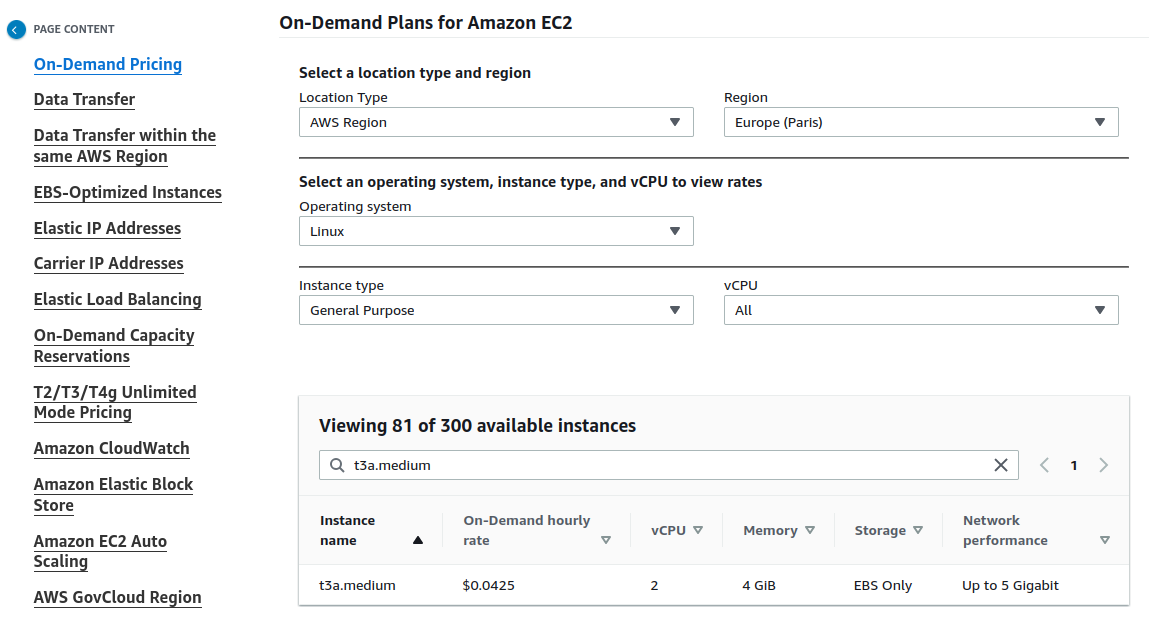 PAGE CONTENT
On-Demand Pricing
Data Transfer
Data Transfer within the
same AWS Region
EBS-Optimized Instances
Elastic IP Addresses
Carrier IP Addresses
Elastic Load Balancing
On-Demand Capacity
Reservations
T2/T3/T4g Unlimited
Mode Pricing
Amazon CloudWatch
Amazon Elastic Block
Store
Amazon EC2 Auto
Scaling
AWS GovCloud Region
On-Demand Plans for Amazon EC2
Select a location type and region
Location Type
AWS Region
Region
Europe (Paris)
Select an operating system, instance type, and vCPU to view rates
Operating system
Linux
Instance type
General Purpose
vCPU
All
Viewing 81 of 300 available instances
t3a.medium
1
Instance
name
On-Demand hourly
rate
vCPU
Memory
Storage
Network
performance
t3a.medium $0.0425 2 4 GiB EBS Only Up to 5 Gigabit